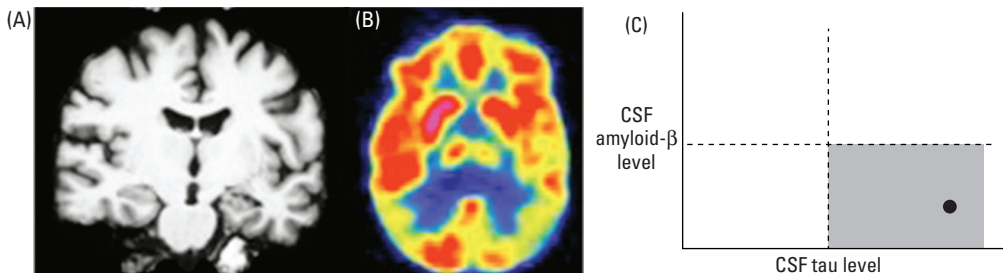 (A)
(B)
(C)
CSF
amyloid-β
level
CSF tau level